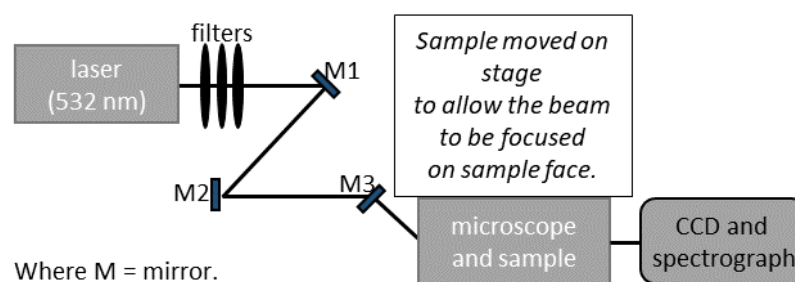 filters
laser
(532 nm)
M1
Sample moved on
stage
to allow the beam
to be focused
on sample face.
M2
M3
microscope
and sample
CCD and
spectrograph
Where M = mirror.